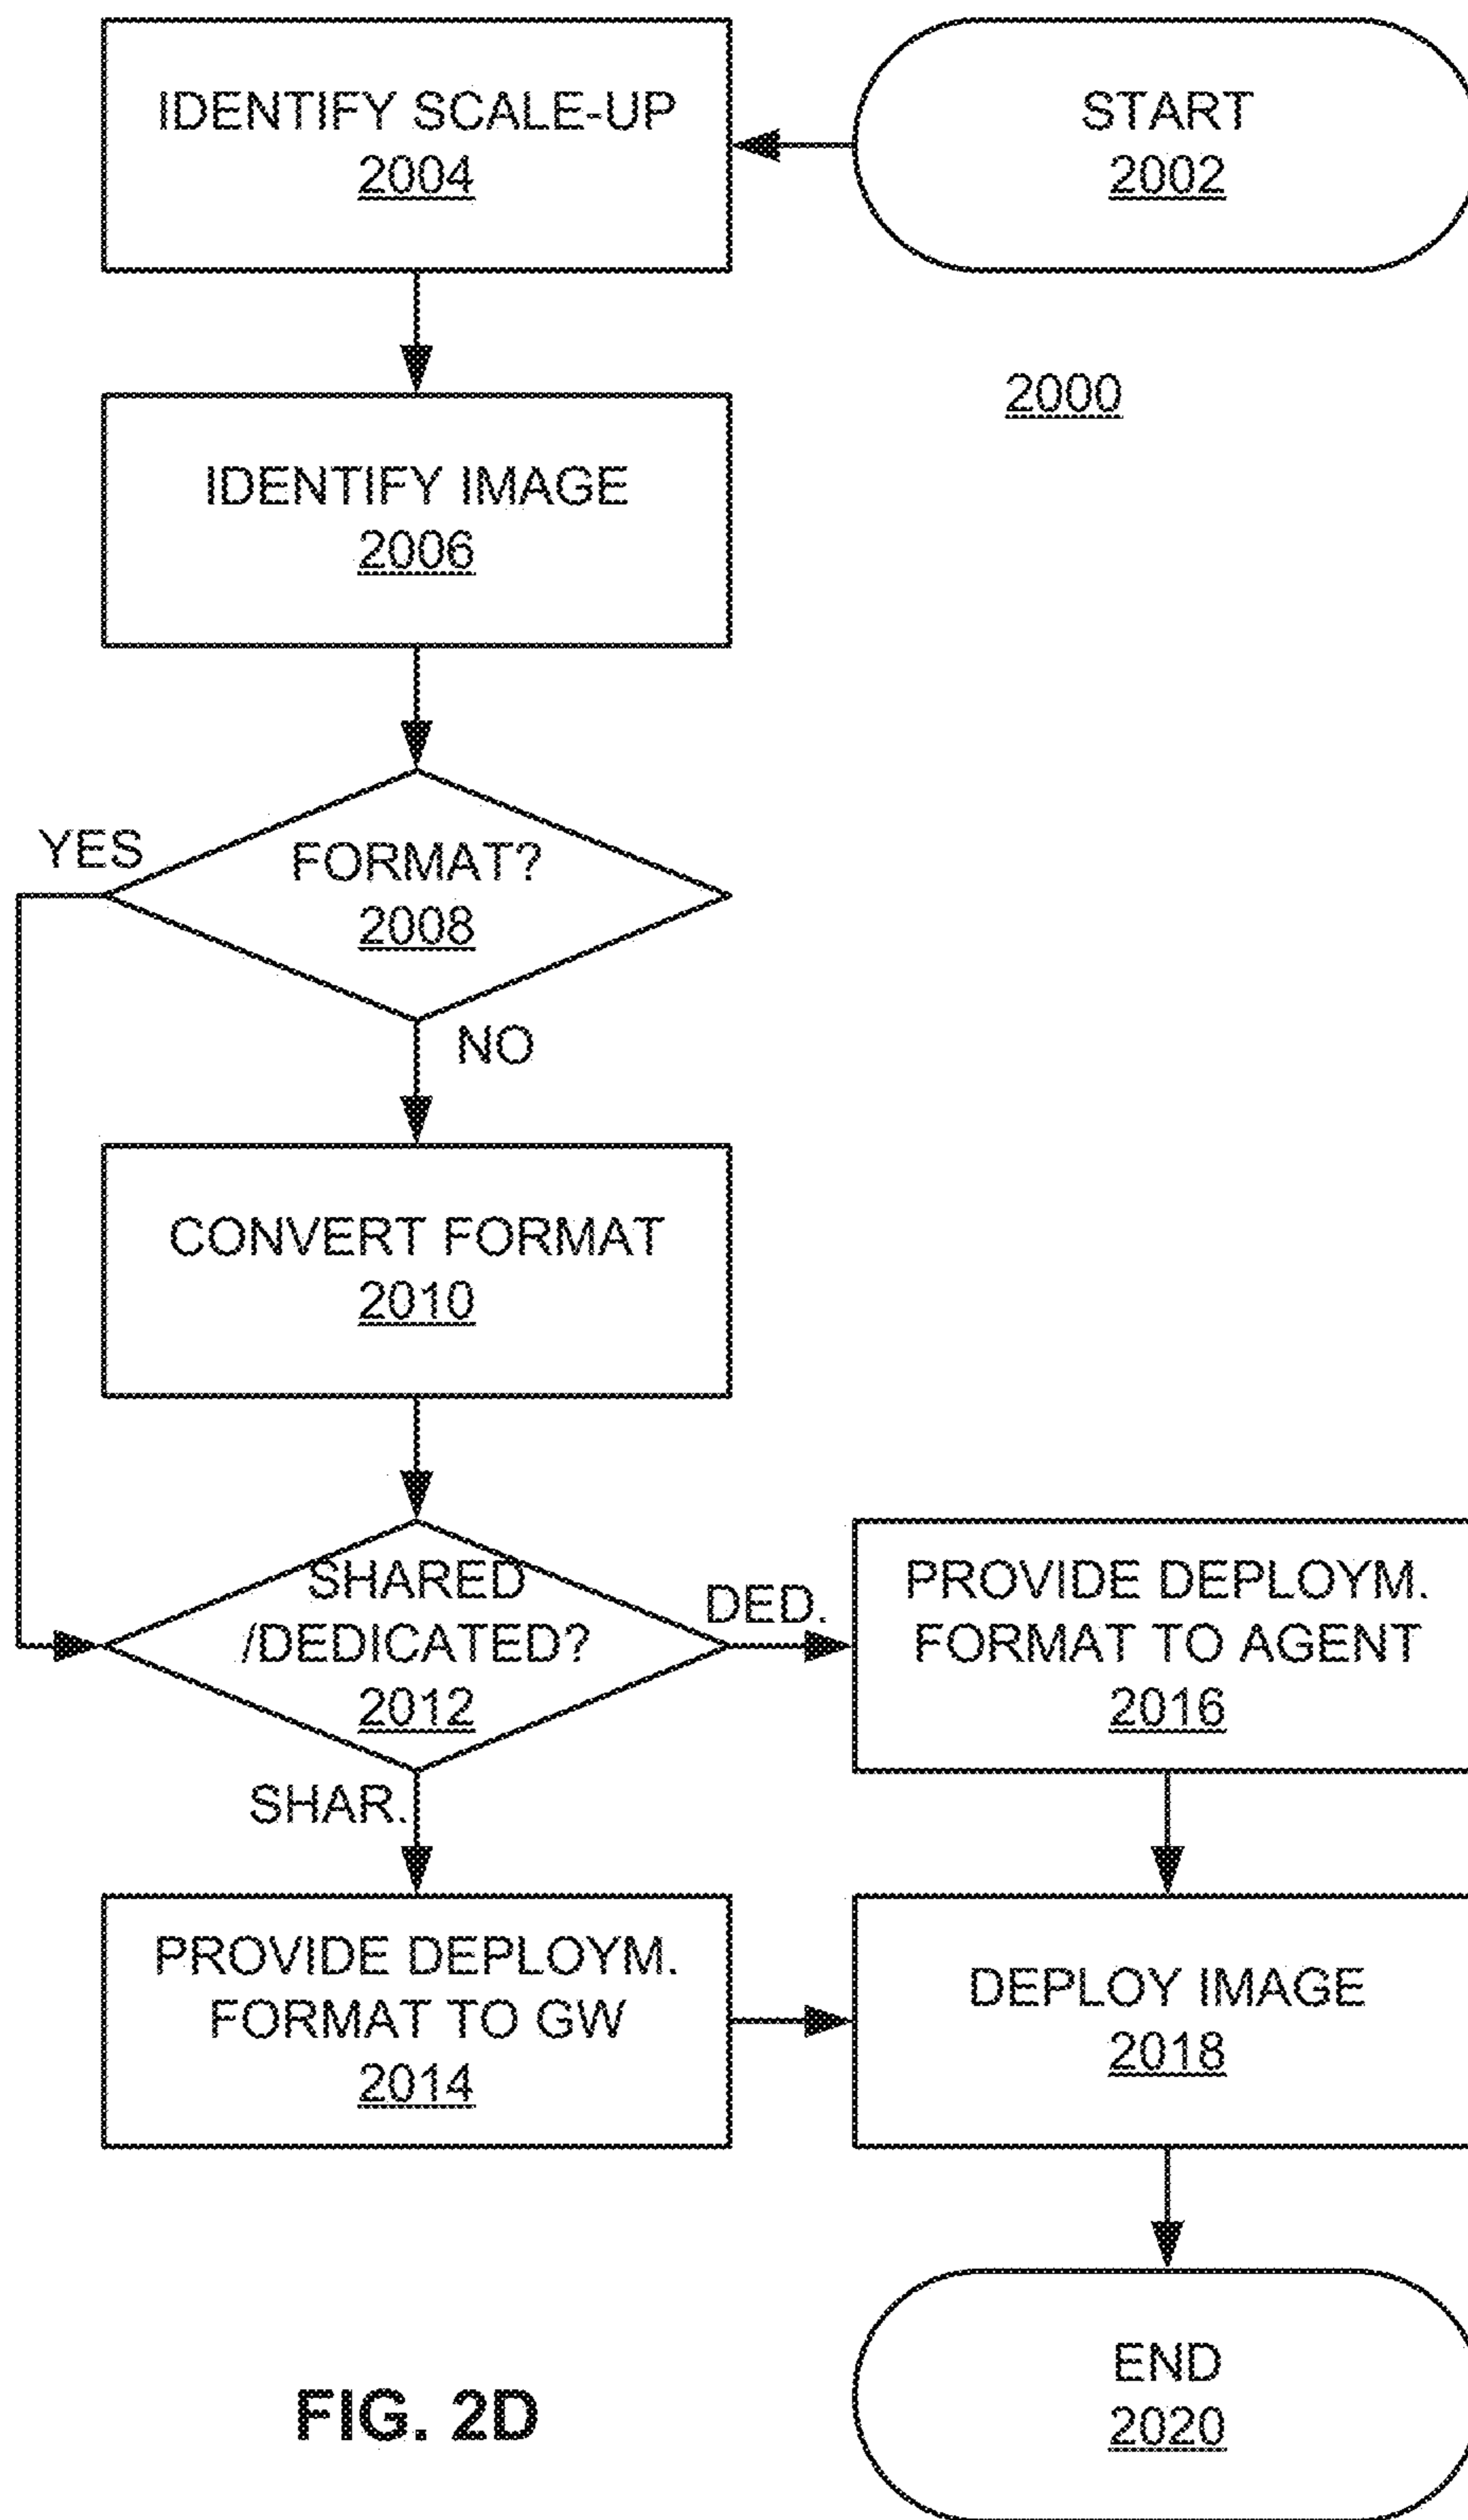 START
2002
IDENTIFY SCALE-UP
2004
2000
IDENTIFY IMAGE
2006
YES
FORMAT?
2008
NO
CONVERT FORMAT
2010
SHARED
/DEDICATED?
2012
DED.
PROVIDE DEPLOYM.
FORMAT TO AGENT
2016
SHAR.
PROVIDE DEPLOYM.
FORMAT TO GW
2014
DEPLOY IMAGE
2018
END
2020
FIG. 2D